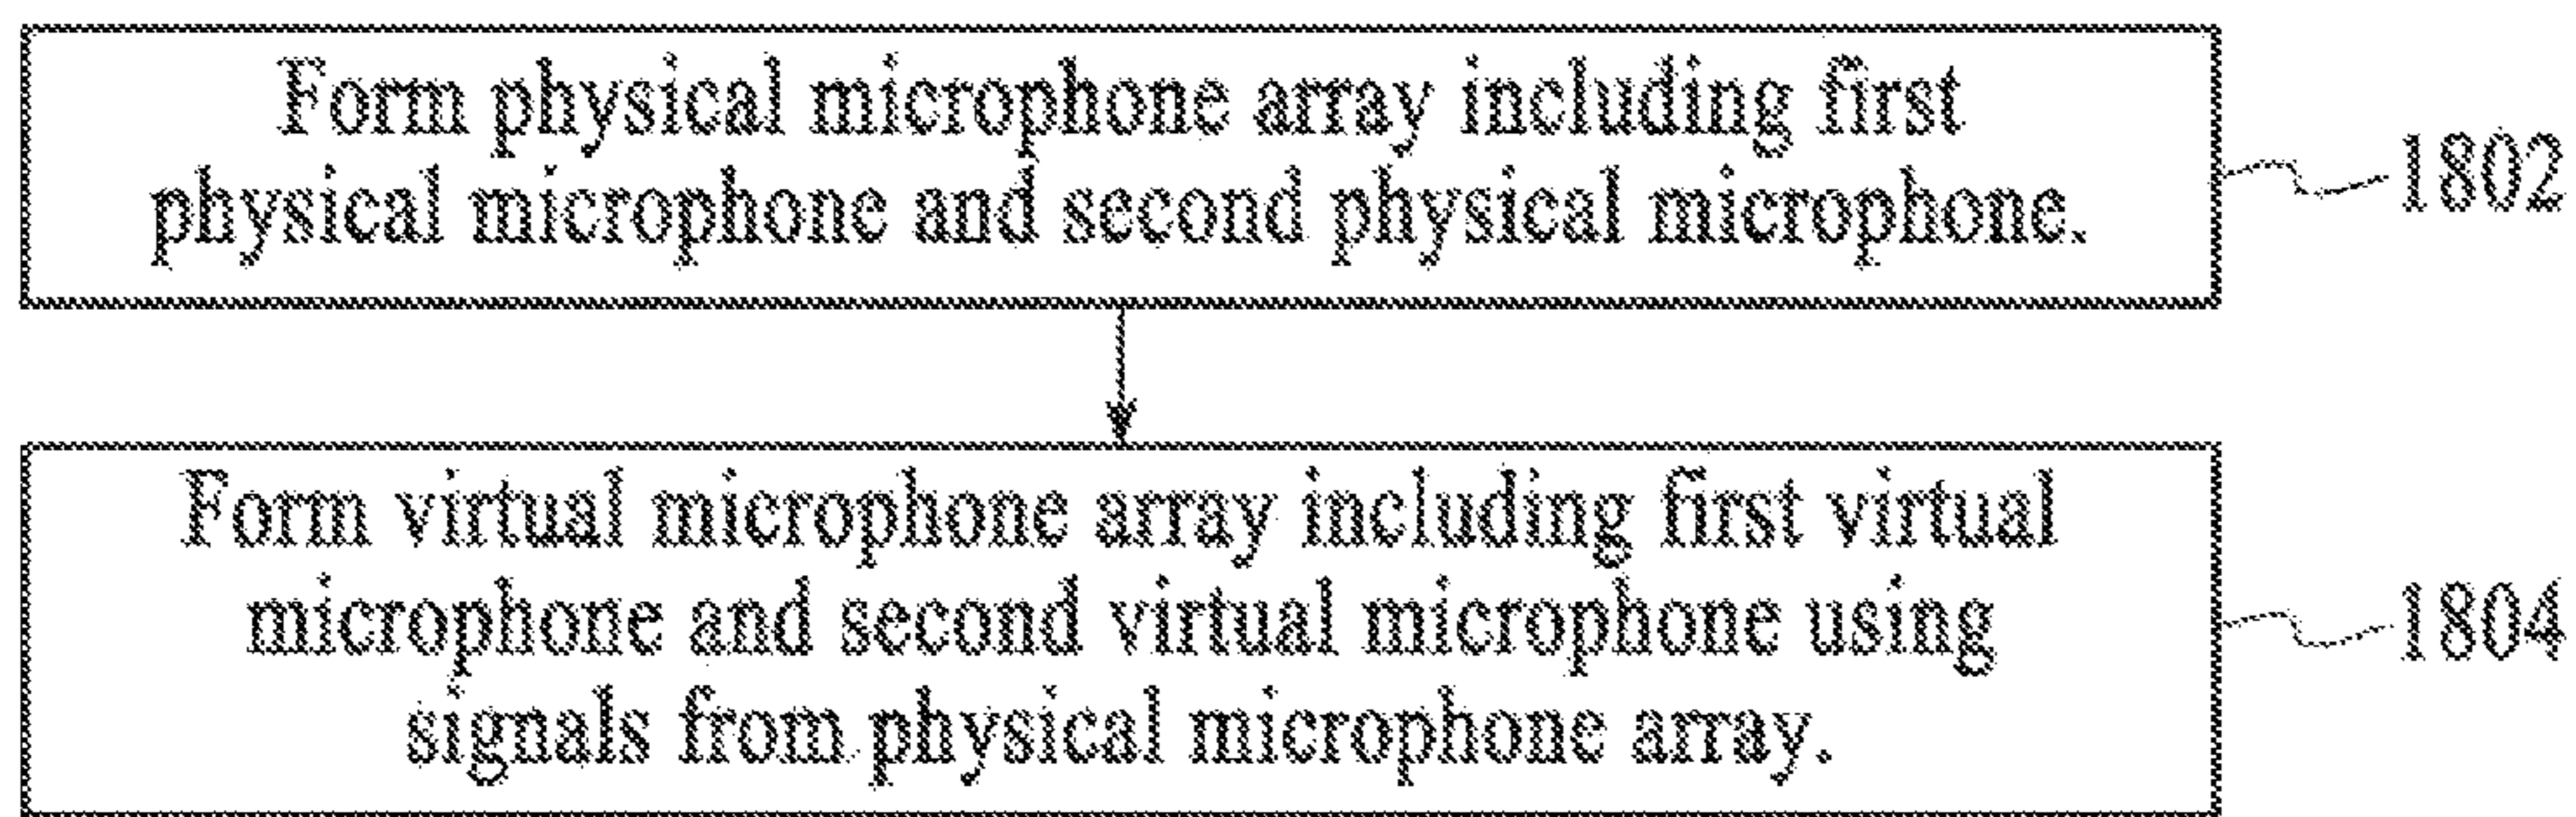 Form physical microphone array including first
physical microphone and second physical microphone.
1802
Form virtual microphone array including first virtual
microphone and second virtual microphone using
signals from physical microphone array.
1804